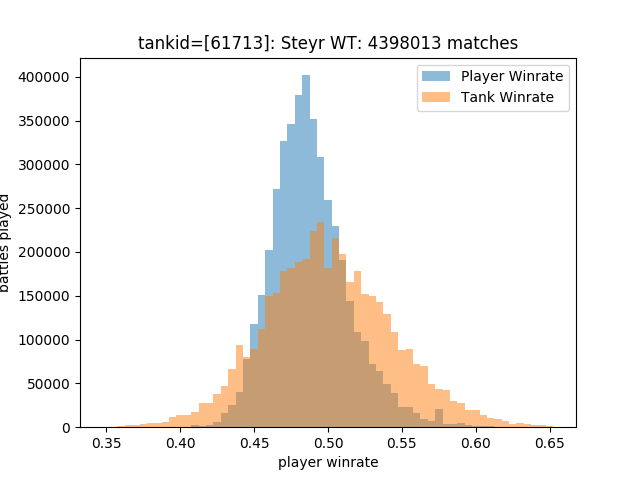 tankid=[61713]: Steyr WT: 4398013 matches
Player Winrate
Tank Winrate
400000
350000
300000
250000
200000
150000
100000
50000
0
battles played
0.35 0.40 0.45 0.50 0.55 0.60 0.65
player winrate